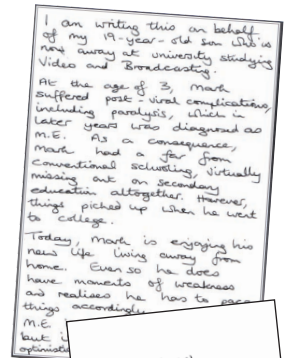 I am writing this on behalf
of my 19-year-old son who is
now away at university studying
Video and Broadcasting.
At the age of 3, Mark
suffered post-viral complications,
including paralysis, which in
later years was diagnosed as
M.E. As a consequence,
Mark had a far from
conventional schooling, virtually
missing out on secondary
education altogether. However,
things picked up when he went
to college.
Today, Mark is enjoying his
new life living away from
home. Even so he does
have moments of weakness
and realises he has to pace
things accordingly
M.E.
but
optimistic